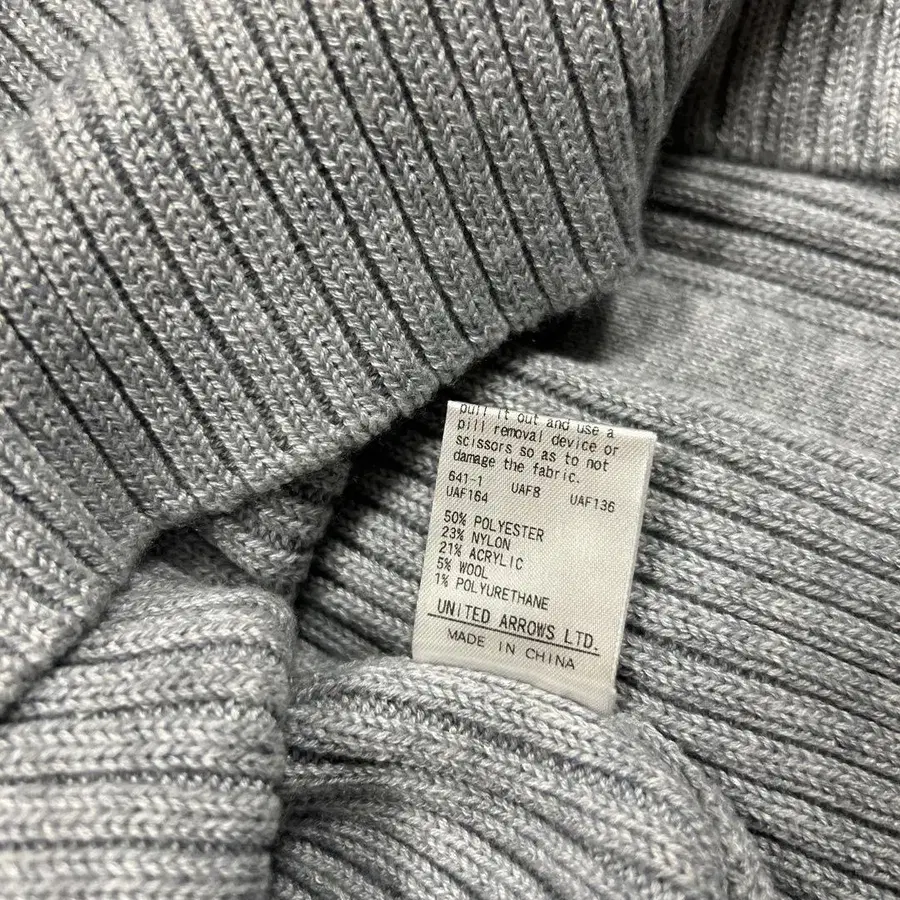 pull it out and use a
pill removal device or
scissors so as to not
damage the fabric.
641-1 UAF8 UAF136
UAF164
50% POLYESTER
23% NYLON
21% ACRYLIC
5% WOOL
1% POLYURETHANE
UNITED ARROWS LTD.
MADE IN CHINA